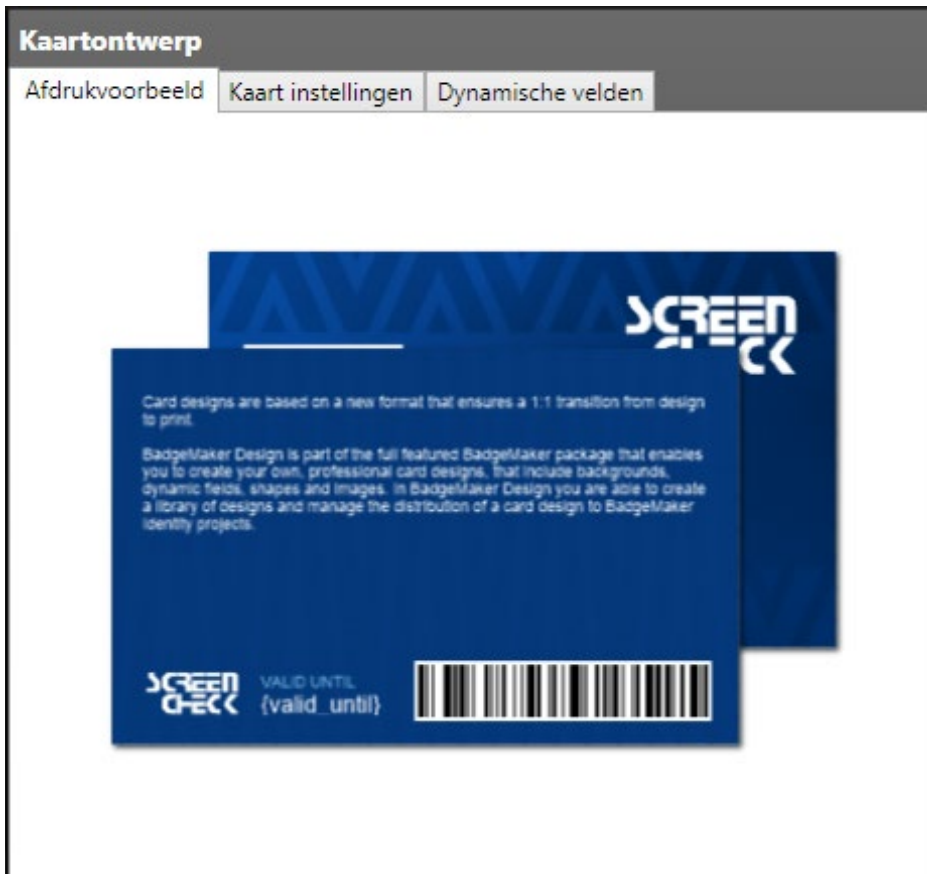 Kaartontwerp
Afdrukvoorbeeld
Kaart instellingen
Dynamische velden
SCREEN
CHECK
Card designs are based on a new format that ensures a 1:1 transition from design
to print.
BadgeMaker Design is part of the full featured BadgeMaker package that enables
you to create your own, professional card designs, that include backgrounds,
dynamic fields, shapes and images. In BadgeMaker Design you are able to create
a library of designs and manage the distribution of a card design to BadgeMaker
Identity projects.
SCREEN
CHECK
VALID UNTIL
{valid_until}